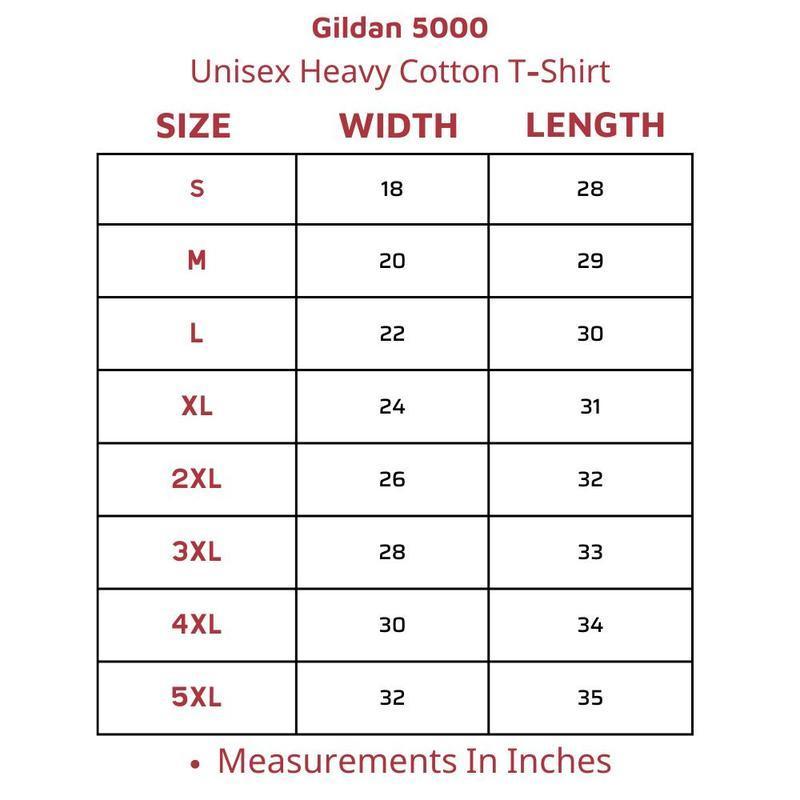 Gildan 5000
Unisex Heavy Cotton T-Shirt
SIZE WIDTH LENGTH
S 18 28
M 20 29
L 22 30
XL 24 31
2XL 26 32
3XL 28 33
4XL 30 34
5XL 32 35
• Measurements In Inches